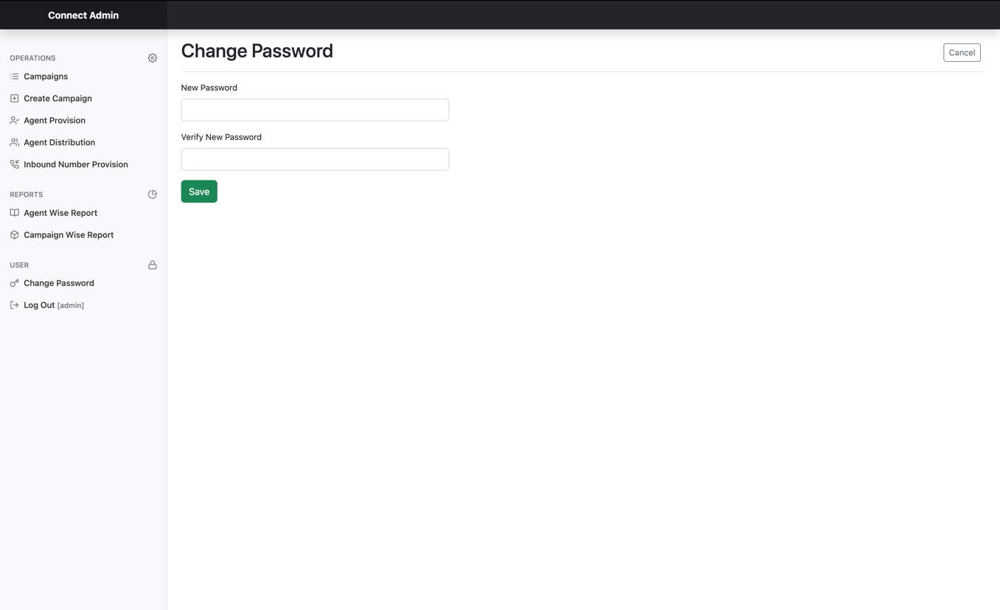 Connect Admin
OPERATIONS
Campaigns
Create Campaign
Agent Provision
Agent Distribution
Inbound Number Provision
REPORTS
Agent Wise Report
Campaign Wise Report
USER
Change Password
Log Out [admin]
Change Password
Cancel
New Password
Verify New Password
Save